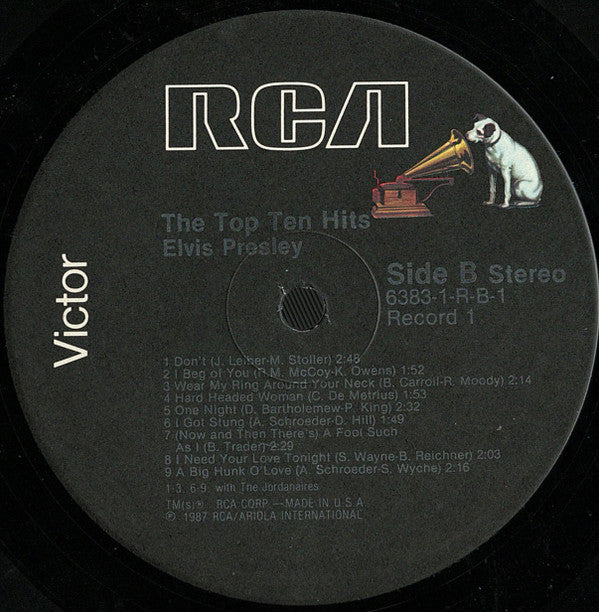 RCA
The Top Ten Hits
Elvis Presley
Victor
Side B Stereo
6383-1-R-B-1
Record 1
1 Don't (J. Leiber-M. Stoller) 2:48
2 I Beg of You (R.M. McCoy-K. Owens) 1:52
3 Wear My Ring Around Your Neck (B. Carroll-R. Moody) 2:14
4 Hard Headed Woman (C. De Metrius) 1:53
5 One Night (D. Bartholemew-P. King) 2:32
6 I Got Stung (A. Schroeder-D. Hill) 1:49
7 (Now and Then There's) A Fool Such
As I (B. Trader) 2:29
8 I Need Your Love Tonight (S. Wayne-B. Reichner) 2:03
9 A Big Hunk O'Love (A. Schroeder-S. Wyche) 2:16
1-3, 6-9 with The Jordanaires
TM(s)® RCA CORP.—MADE IN U.S.A.
℗ 1987 RCA/ARIOLA INTERNATIONAL